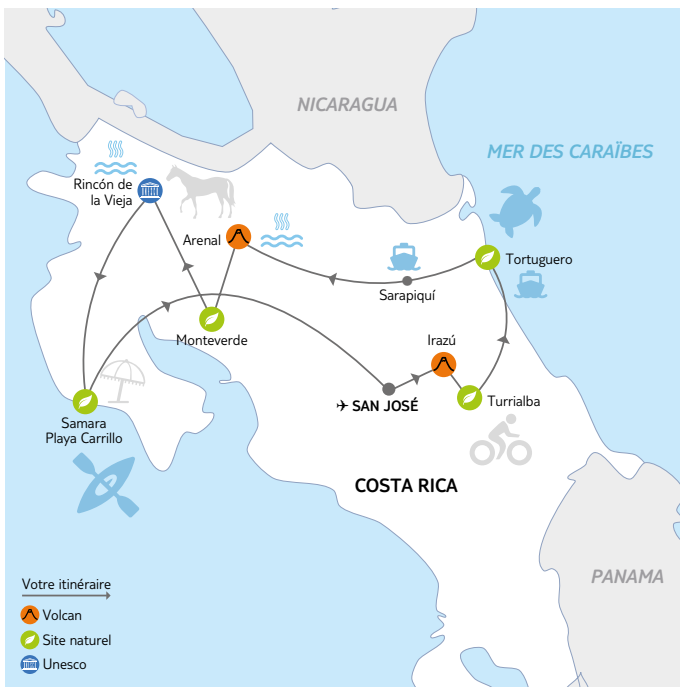 NICARAGUA
MER DES CARAÏBES
Rincón de
la Vieja
Arenal
Tortuguero
Sarapiquí
Monteverde
Irazú
SAN JOSÉ
Turrialba
Samara
Playa Carrillo
COSTA RICA
PANAMA
Votre itinéraire
Volcan
Site naturel
Unesco